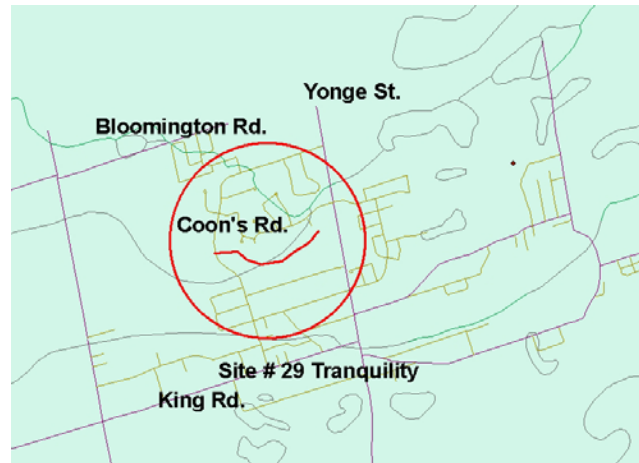 Yonge St.
Bloomington Rd.
Coon's Rd.
Site # 29 Tranquility
King Rd.